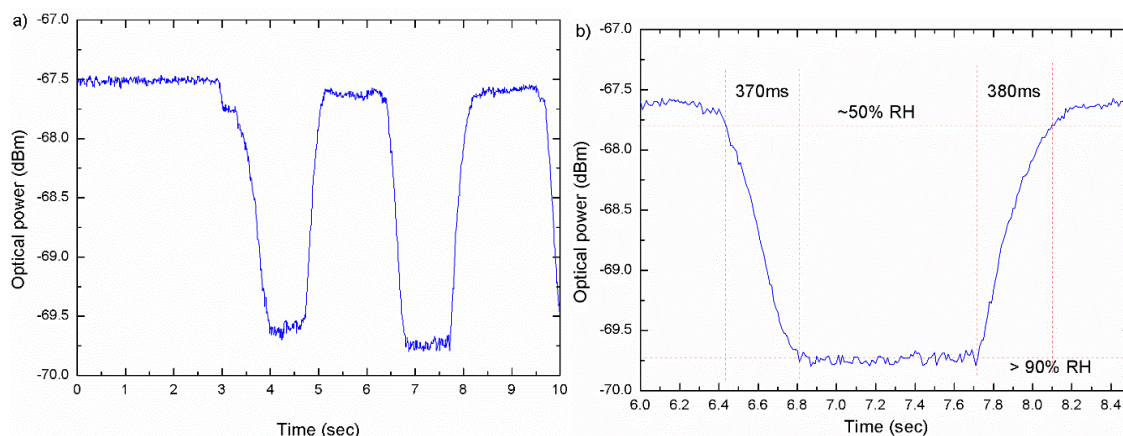 a)
-67.0
-67.5
-68.0
-68.5
-69.0
-69.5
-70.0
Optical power (dBm)
0 1 2 3 4 5 6 7 8 9 10
Time (sec)
b)
-67.0
-67.5
-68.0
-68.5
-69.0
-69.5
-70.0
Optical power (dBm)
370ms 380ms
~50% RH
> 90% RH
6.0 6.2 6.4 6.6 6.8 7.0 7.2 7.4 7.6 7.8 8.0 8.2 8.4
Time (sec)